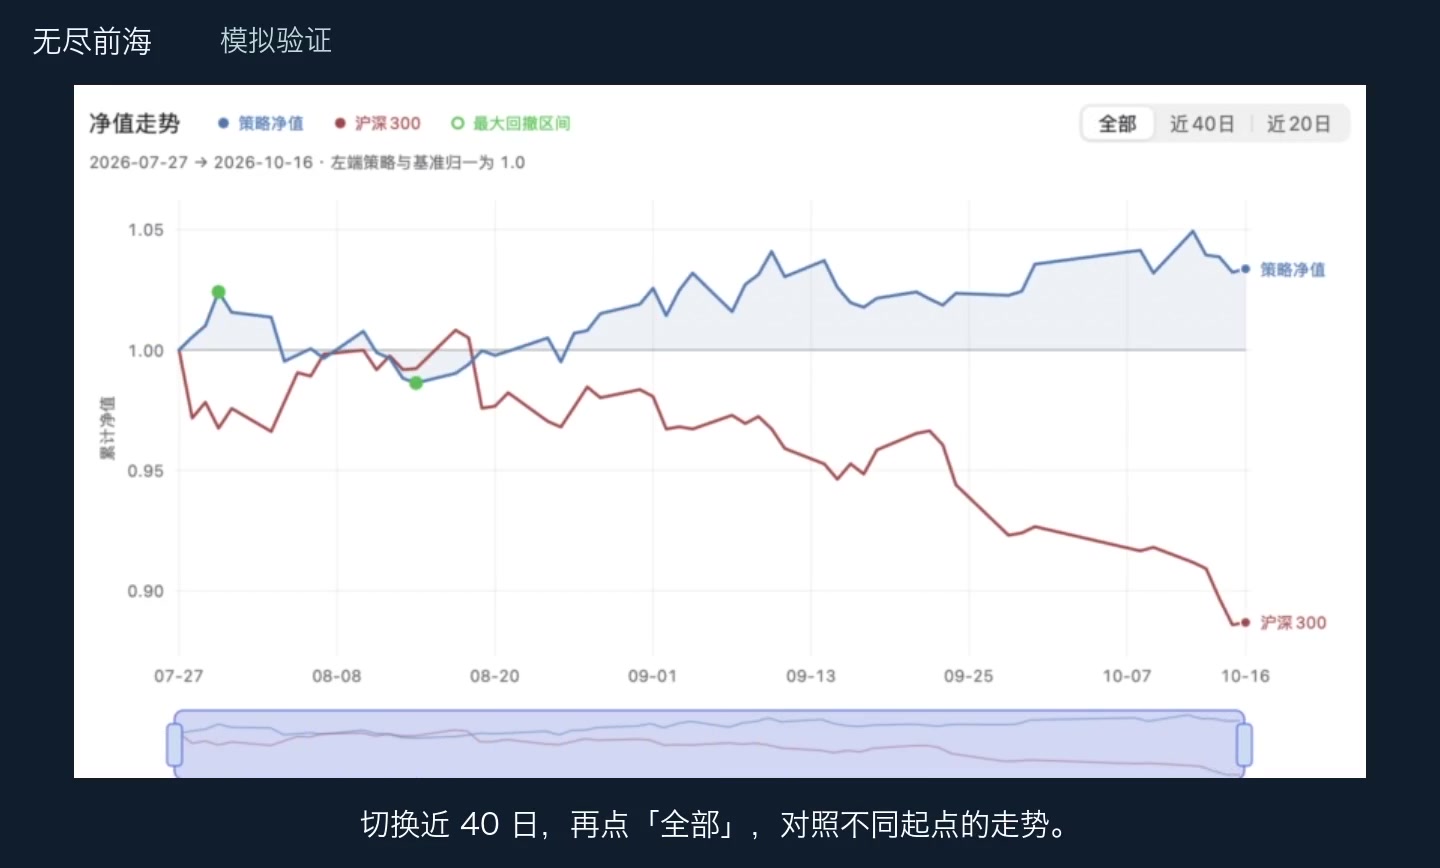 无尽前海 模拟验证
净值走势 策略净值 沪深300 最大回撤区间 全部 近40日 近20日
2026-07-27 → 2026-10-16 · 左端策略与基准归一为 1.0
1.05
策略净值
1.00
累计净值
0.95
0.90
沪深300
07-27 08-08 08-20 09-01 09-13 09-25 10-07 10-16
切换近 40 日，再点「全部」，对照不同起点的走势。